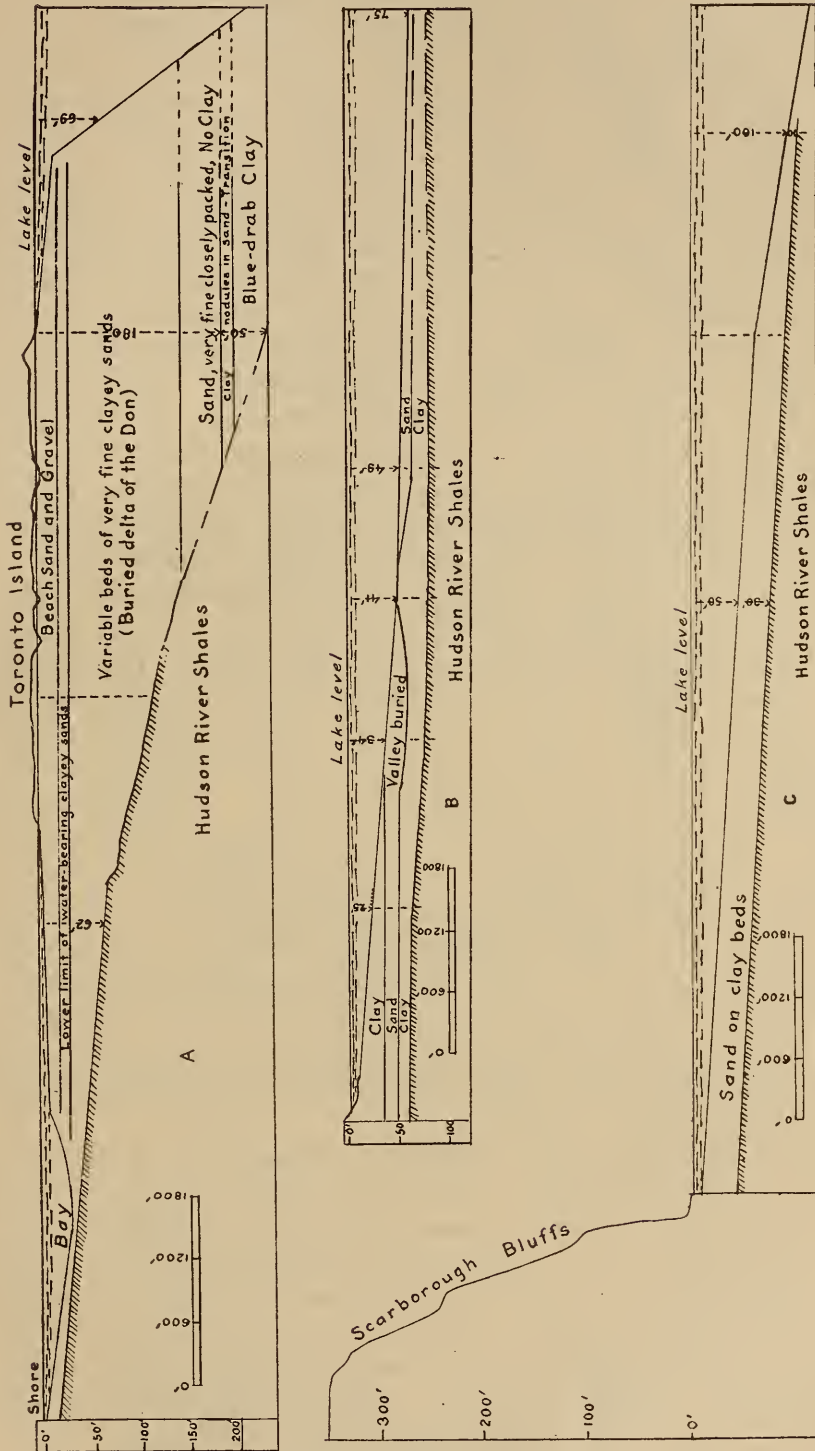 Toronto Island
Shore
Lake level
Beach Sand and Gravel
Lower limit of water-bearing clayey sands
Variable beds of very fine clayey sands
(Buried delta of the Don)
Bay
62'
180'
69'
Sand, very fine closely packed, No Clay
Clay nodules in sand - Transition
Blue-drab Clay
50'
Hudson River Shales
A
0'
50'
100'
150'
200'
0'
600'
1200'
1800'
Lake level
75'
Clay
Sand
Clay
25'
34'
Valley buried
41'
49'
Sand
Clay
Hudson River Shales
B
0'
-50'
-100'
0'
600'
1200'
1800'
Scarborough Bluffs
300'
200'
100'
0'
Lake level
Sand on clay beds
50'
100'
Hudson River Shales
C
0'
600'
1200'
1800'